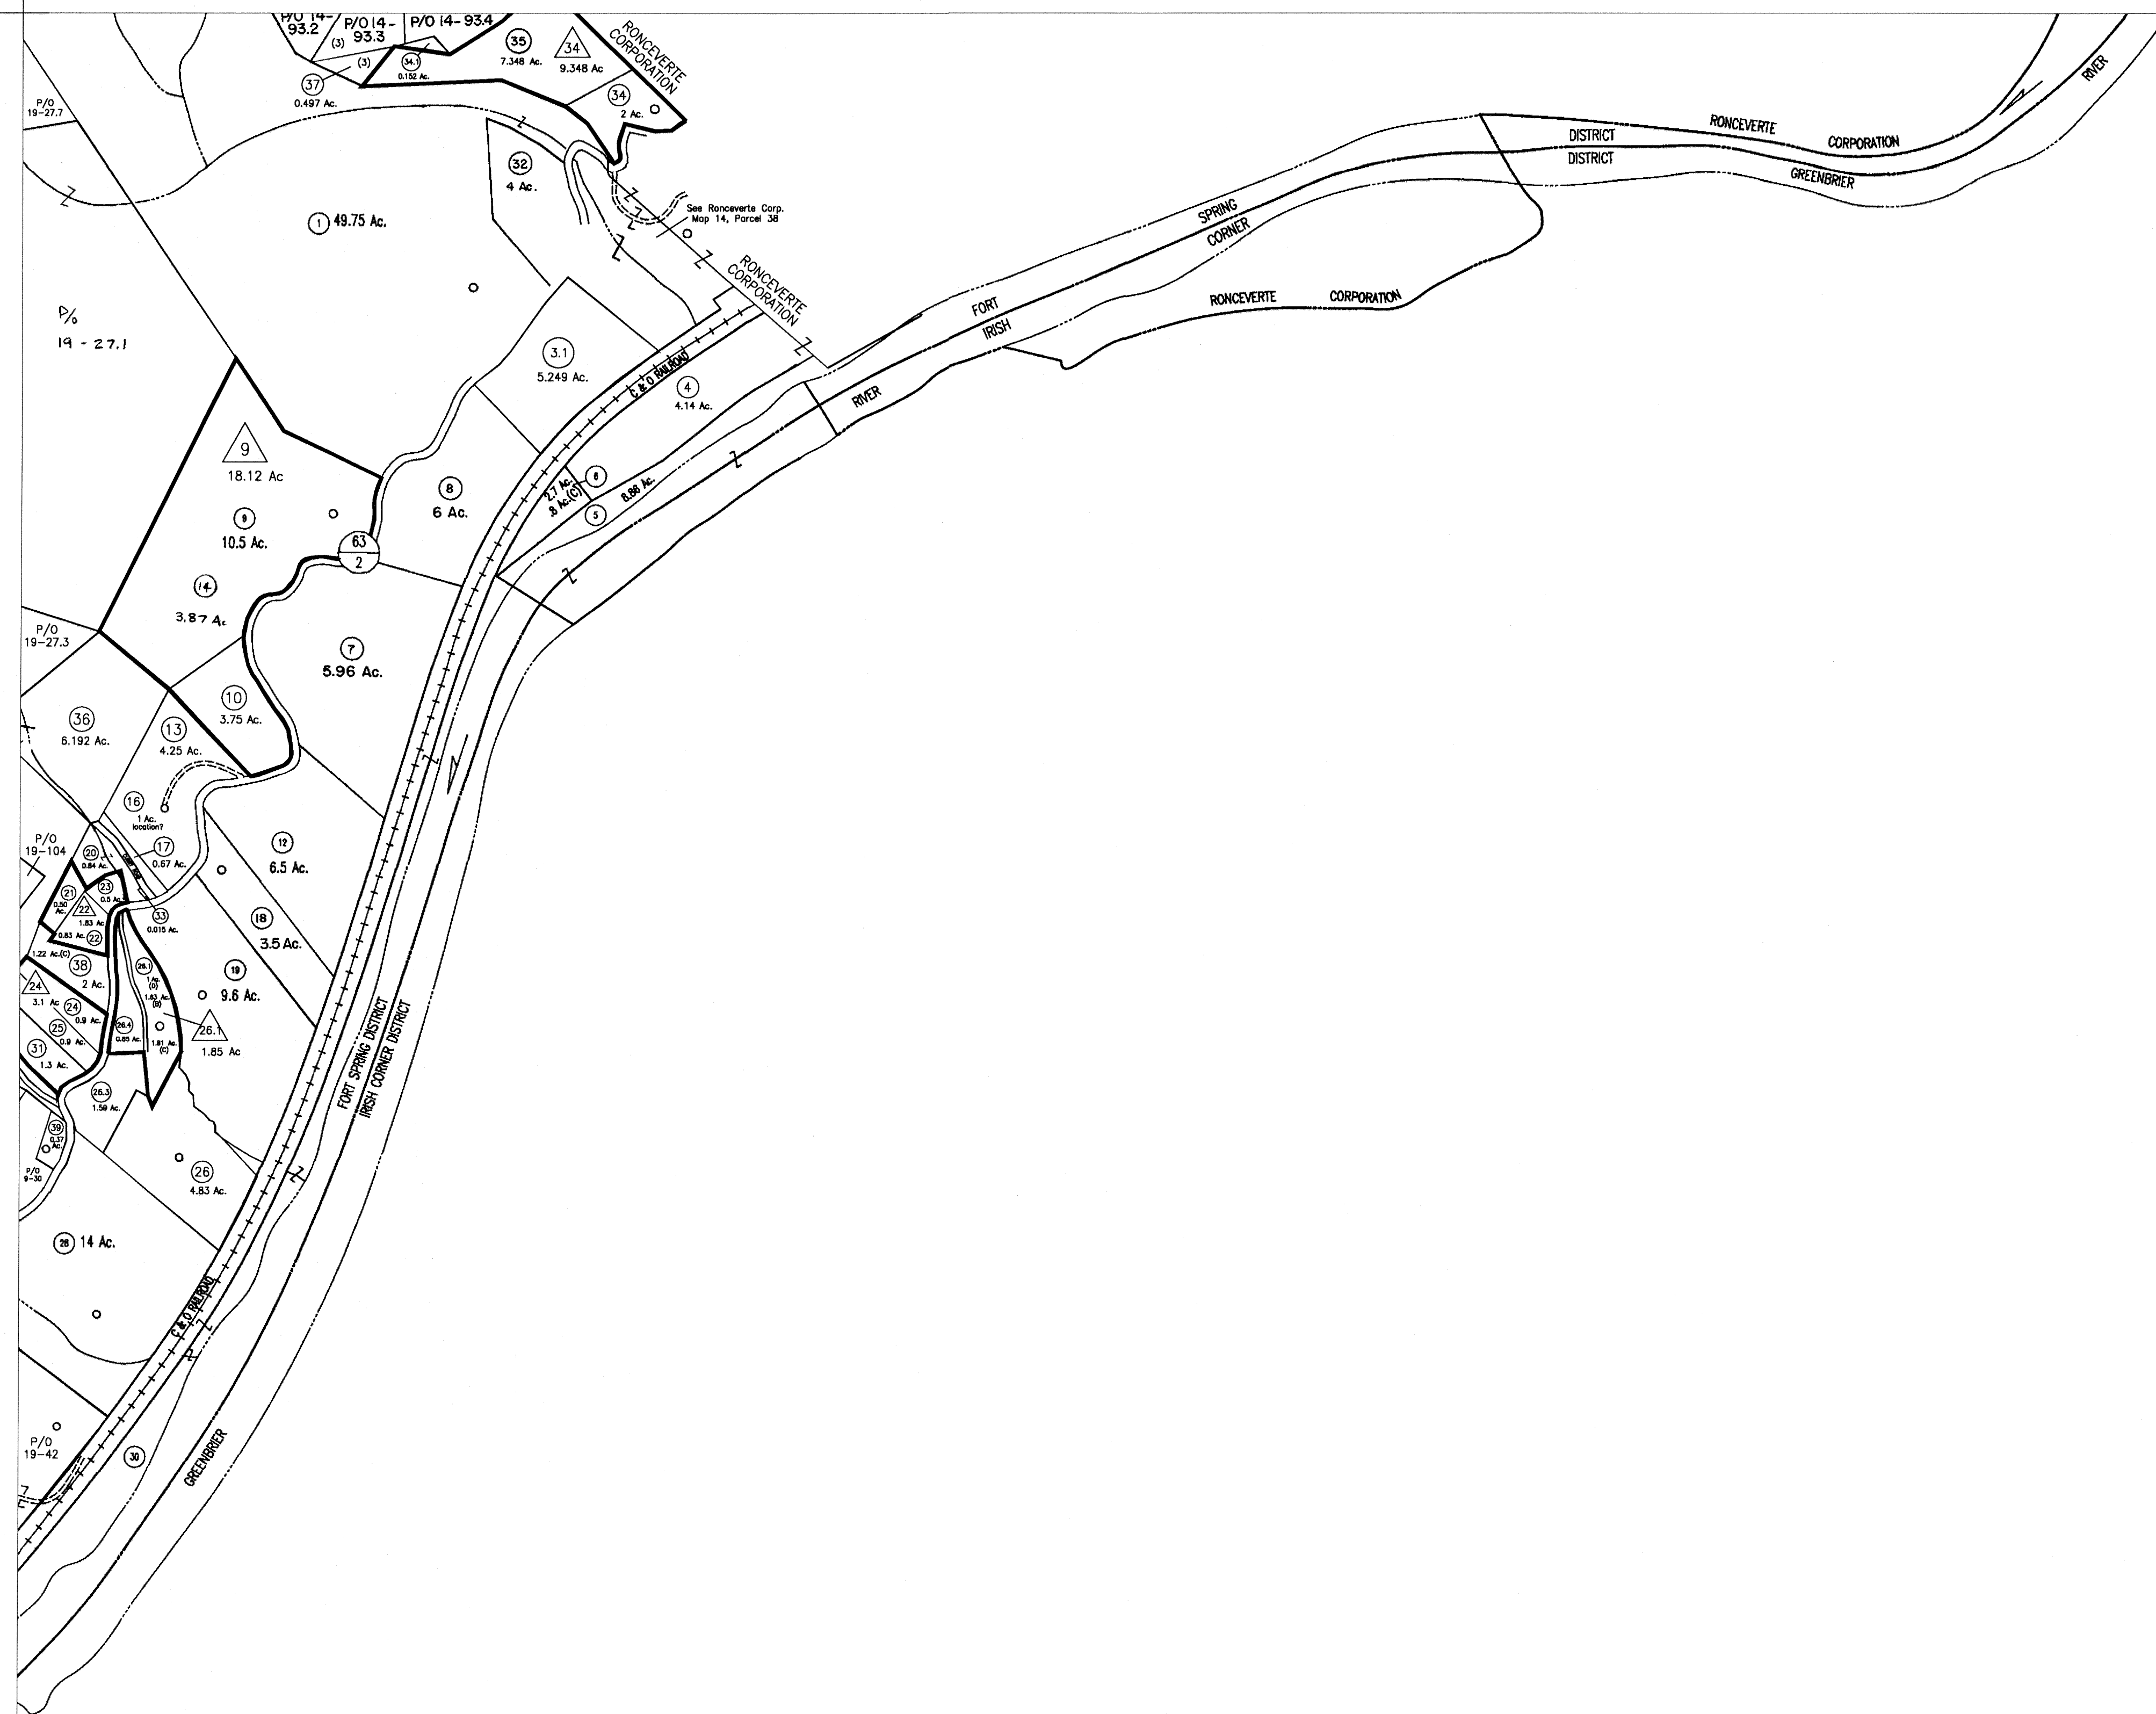 P/O 14-
93.2
P/O 14-
93.3
P/O 14-93.4
(3)
(3)
34.1
0.152 Ac.
37
0.497 Ac.
35
7.348 Ac.
34
9.348 Ac
RONCEVERTE
CORPORATION
34
2 Ac.
P/O
19-27.7
32
4 Ac.
1 49.75 Ac.
See Ronceverte Corp.
Map 14, Parcel 38
RONCEVERTE
CORPORATION
RIVER
RONCEVERTE CORPORATION
DISTRICT
DISTRICT
GREENBRIER
SPRING
CORNER
FORT
IRISH
RONCEVERTE CORPORATION
RIVER
P/O
19 - 27.1
3.1
5.249 Ac.
C & O RAILROAD
4
4.14 Ac.
9
18.12 Ac
9
10.5 Ac.
8
6 Ac.
6
2.7 Ac.
.8 Ac.(C)
8.86 Ac.
5
63
2
14
3.87 Ac
P/O
19-27.3
7
5.96 Ac.
10
3.75 Ac.
36
6.192 Ac.
13
4.25 Ac.
16
1 Ac.
location?
17
0.67 Ac.
P/O
19-104
20
0.84 Ac.
12
6.5 Ac.
21
0.50
Ac.
23
0.5 Ac.
22
1.83 Ac
0.83 Ac. 22
33
0.015 Ac.
18
3.5 Ac.
1.22 Ac.(C)
38
2 Ac.
26.1
1 Ac.
(D)
1.83 Ac.
(B)
19
9.6 Ac.
24
3.1 Ac
24
0.9 Ac.
25
0.9 Ac.
26.4
0.85 Ac.
1.81 Ac.
(C)
26.1
1.85 Ac
31
1.3 Ac.
FORT SPRING DISTRICT
IRISH CORNER DISTRICT
26.3
1.59 Ac.
39
0.37
Ac.
P/O
9-30
26
4.83 Ac.
28 14 Ac.
C & O RAILROAD
P/O
19-42
30
GREENBRIER